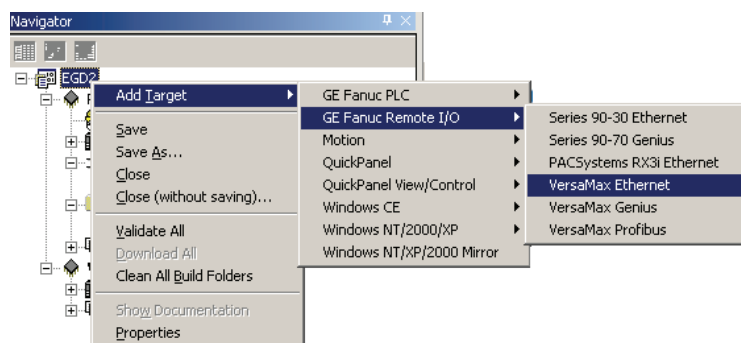 Navigator
EGD2
Add Target
Save
Save As...
Close
Close (without saving)...
Validate All
Download All
Clean All Build Folders
Show Documentation
Properties
GE Fanuc PLC
GE Fanuc Remote I/O
Motion
QuickPanel
QuickPanel View/Control
Windows CE
Windows NT/2000/XP
Windows NT/XP/2000 Mirror
Series 90-30 Ethernet
Series 90-70 Genius
PACSystems RX3i Ethernet
VersaMax Ethernet
VersaMax Genius
VersaMax Profibus